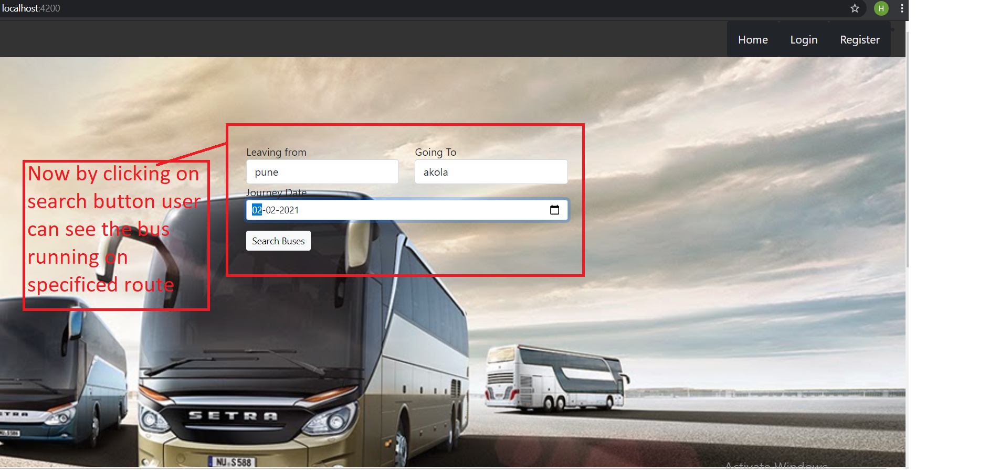 localhost:4200
H
Home Login Register
Leaving from Going To
pune akola
Journey Date
02-02-2021
Search Buses
Now by clicking on
search button user
can see the bus
running on
specificed route
SETRA
NU S 588
Activate Windows